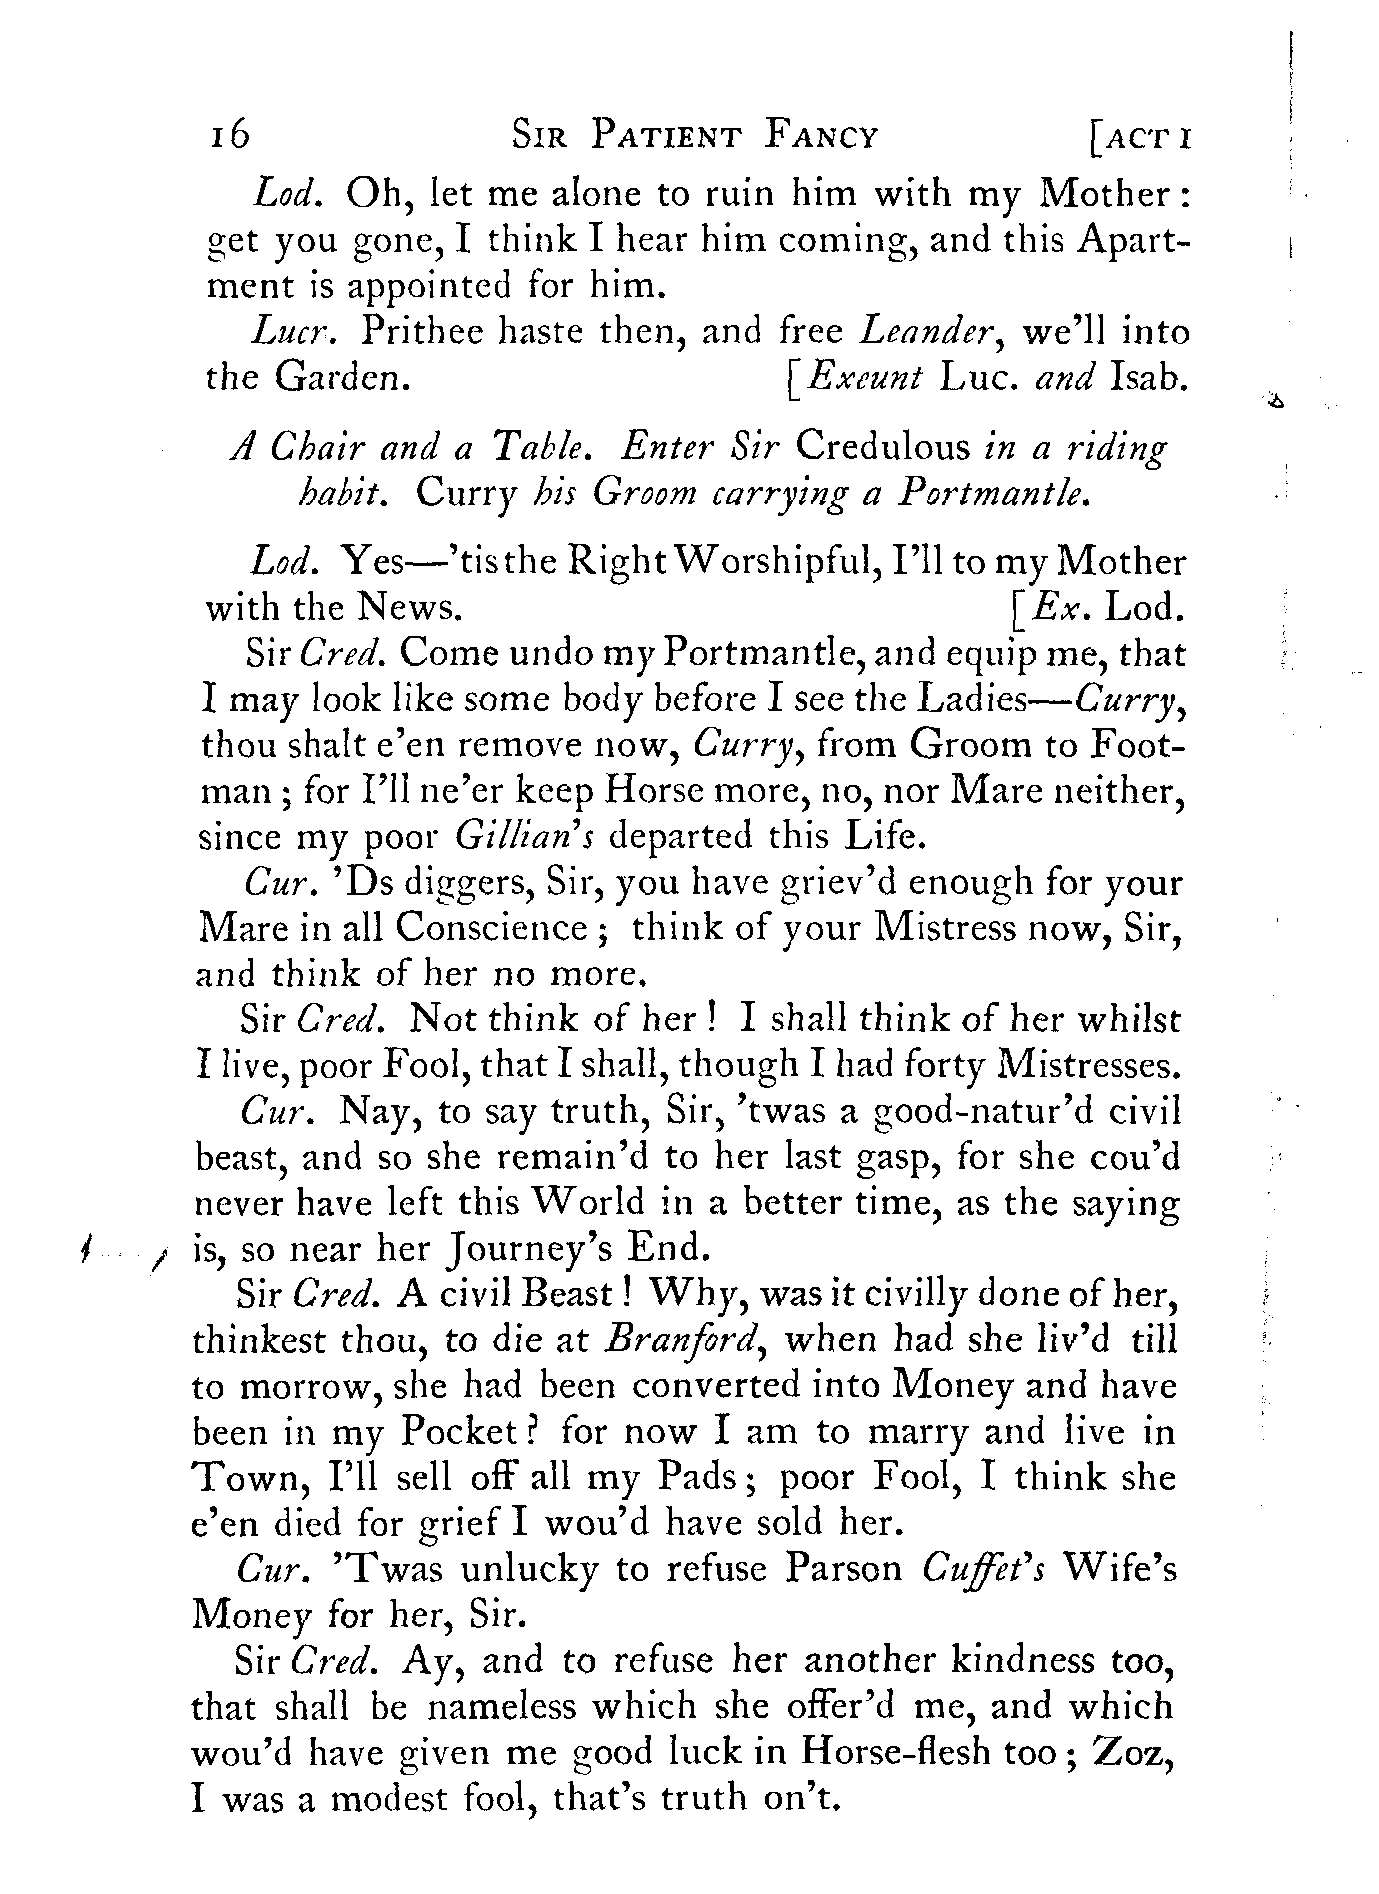 16 SIR PATIENT FANCY [ACT I
Lod. Oh, let me alone to ruin him with my Mother :
get you gone, I think I hear him coming, and this Apart-
ment is appointed for him.
Lucr. Prithee haste then, and free Leander, we'll into
the Garden. [Exeunt Luc. and Isab.
A Chair and a Table. Enter Sir Credulous in a riding
habit. Curry his Groom carrying a Portmantle.
Lod. Yes—'tis the Right Worshipful, I'll to my Mother
with the News. [Ex. Lod.
Sir Cred. Come undo my Portmantle, and equip me, that
I may look like some body before I see the Ladies—Curry,
thou shalt e'en remove now, Curry, from Groom to Foot-
man ; for I'll ne'er keep Horse more, no, nor Mare neither,
since my poor Gillian's departed this Life.
Cur. 'Ds diggers, Sir, you have griev'd enough for your
Mare in all Conscience ; think of your Mistress now, Sir,
and think of her no more.
Sir Cred. Not think of her ! I shall think of her whilst
I live, poor Fool, that I shall, though I had forty Mistresses.
Cur. Nay, to say truth, Sir, 'twas a good-natur'd civil
beast, and so she remain'd to her last gasp, for she cou'd
never have left this World in a better time, as the saying
is, so near her Journey's End.
Sir Cred. A civil Beast ! Why, was it civilly done of her,
thinkest thou, to die at Branford, when had she liv'd till
to morrow, she had been converted into Money and have
been in my Pocket ? for now I am to marry and live in
Town, I'll sell off all my Pads ; poor Fool, I think she
e'en died for grief I wou'd have sold her.
Cur. 'Twas unlucky to refuse Parson Cuffet's Wife's
Money for her, Sir.
Sir Cred. Ay, and to refuse her another kindness too,
that shall be nameless which she offer'd me, and which
wou'd have given me good luck in Horse-flesh too ; Zoz,
I was a modest fool, that's truth on't.